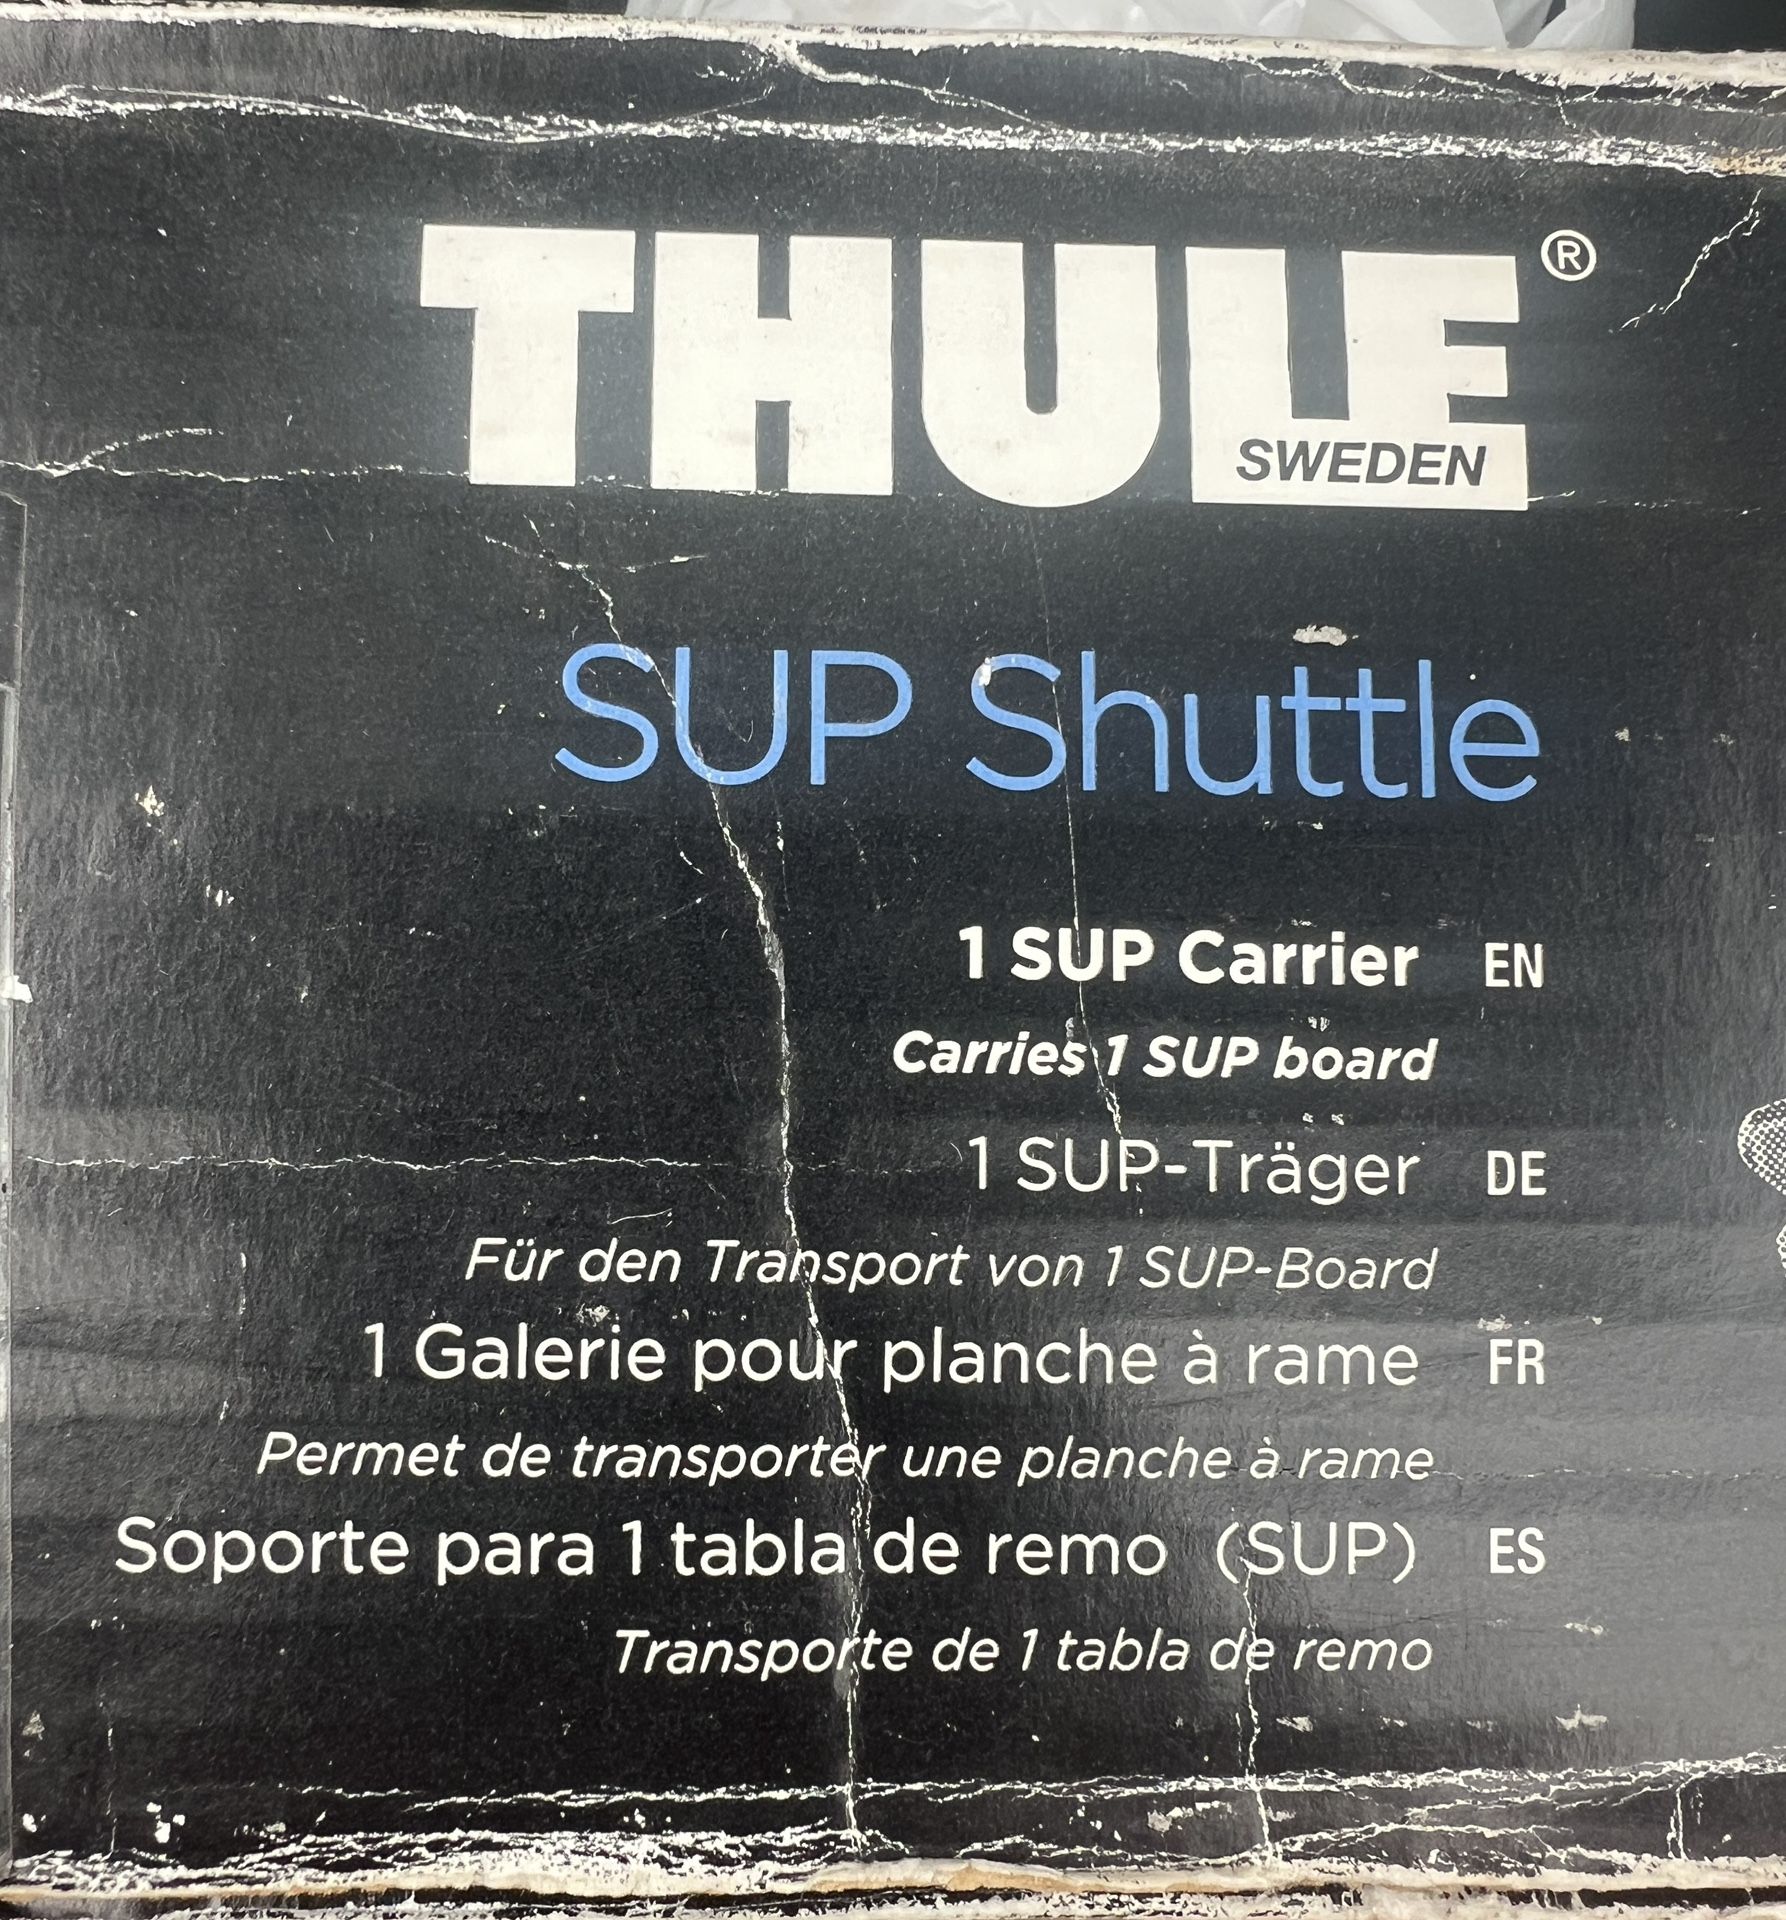 THULE®
SWEDEN
SUP Shuttle
1 SUP Carrier EN
Carries 1 SUP board
1 SUP-Träger DE
Für den Transport von 1 SUP-Board
1 Galerie pour planche à rame FR
Permet de transporter une planche à rame
Soporte para 1 tabla de remo (SUP) ES
Transporte de 1 tabla de remo